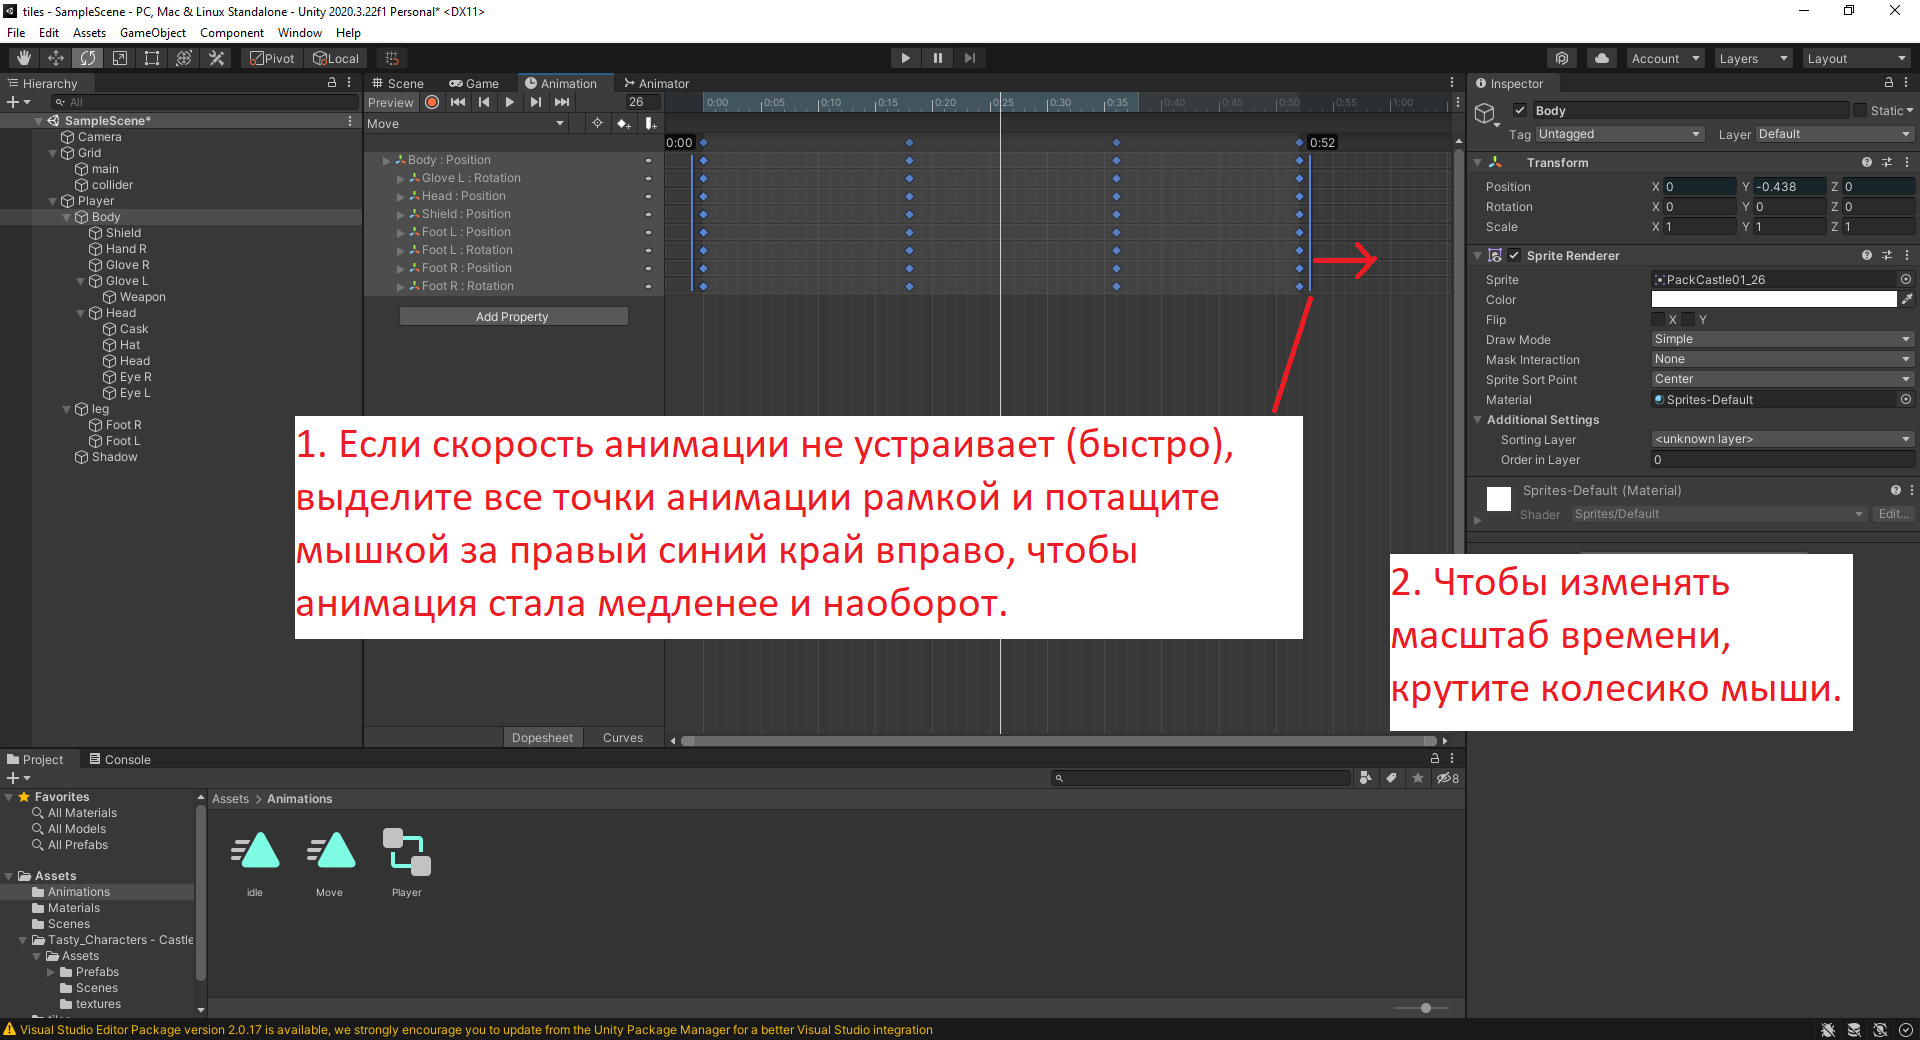 tiles - SampleScene - PC, Mac & Linux Standalone - Unity 2020.3.22f1 Personal* <DX11>
File Edit Assets GameObject Component Window Help
Pivot Local Account Layers Layout
Hierarchy
All
SampleScene*
Camera
Grid
main
collider
Player
Body
Shield
Hand R
Glove R
Glove L
Weapon
Head
Cask
Hat
Head
Eye R
Eye L
leg
Foot R
Foot L
Shadow
Scene Game Animation Animator
Preview 26
0:00 0:05 0:10 0:15 0:20 0:25 0:30 0:35 0:40 0:45 0:50 0:55 1:00
Move
0:00 0:52
Body : Position
Glove L : Rotation
Head : Position
Shield : Position
Foot L : Position
Foot L : Rotation
Foot R : Position
Foot R : Rotation
Add Property
1. Если скорость анимации не устраивает (быстро),
выделите все точки анимации рамкой и потащите
мышкой за правый синий край вправо, чтобы
анимация стала медленее и наоборот.
Dopesheet Curves
Inspector
Body Static
Tag Untagged Layer Default
Transform
Position X 0 Y -0.438 Z 0
Rotation X 0 Y 0 Z 0
Scale X 1 Y 1 Z 1
Sprite Renderer
Sprite PackCastle01_26
Color
Flip X Y
Draw Mode Simple
Mask Interaction None
Sprite Sort Point Center
Material Sprites-Default
Additional Settings
Sorting Layer <unknown layer>
Order in Layer 0
Sprites-Default (Material)
Shader Sprites/Default Edit...
2. Чтобы изменять
масштаб времени,
крутите колесико мыши.
Project Console
8
Favorites
All Materials
All Models
All Prefabs
Assets
Animations
Materials
Scenes
Tasty_Characters - Castle
Assets
Prefabs
Scenes
textures
Assets > Animations
idle Move Player
Visual Studio Editor Package version 2.0.17 is available, we strongly encourage you to update from the Unity Package Manager for a better Visual Studio integration